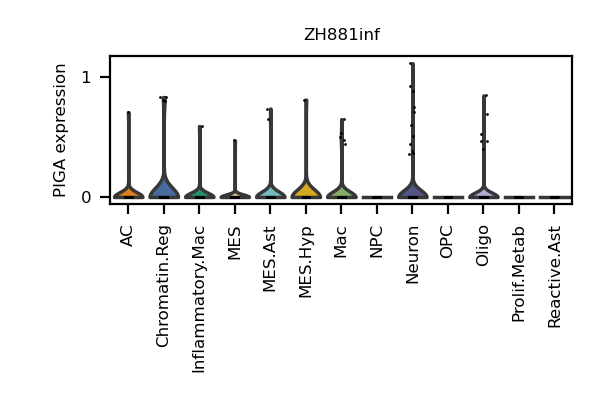 ZH881inf
PIGA expression
1
0
AC
Chromatin.Reg
Inflammatory.Mac
MES
MES.Ast
MES.Hyp
Mac
NPC
Neuron
OPC
Oligo
Prolif.Metab
Reactive.Ast